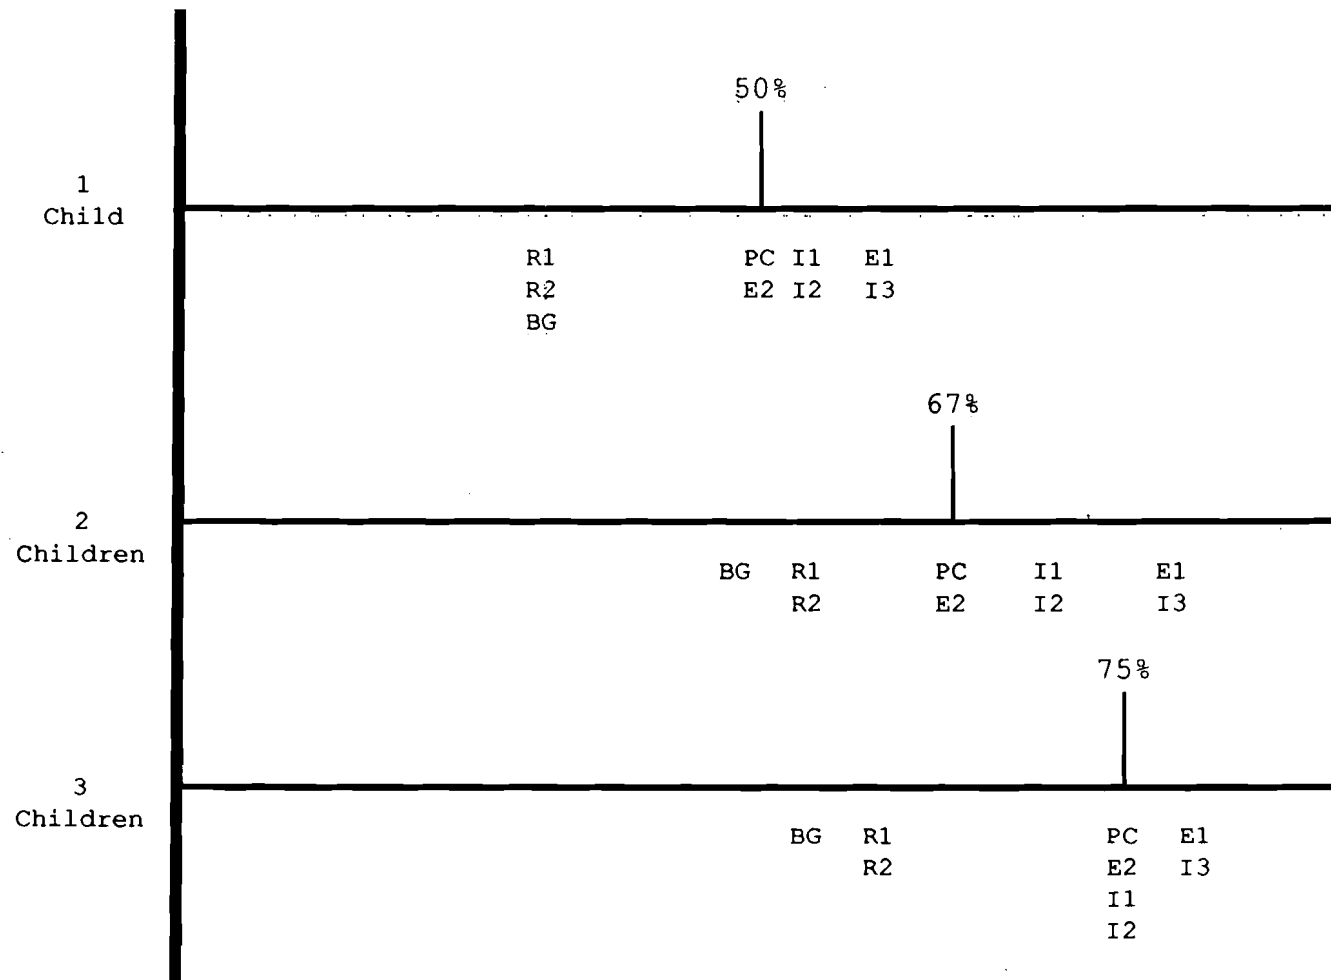 50%
1
Child
R1 PC I1 E1
R2 E2 I2 I3
BG
67%
2
Children
BG R1 PC I1 E1
R2 E2 I2 I3
75%
3
Children
BG R1 PC E1
R2 E2 I3
I1
I2